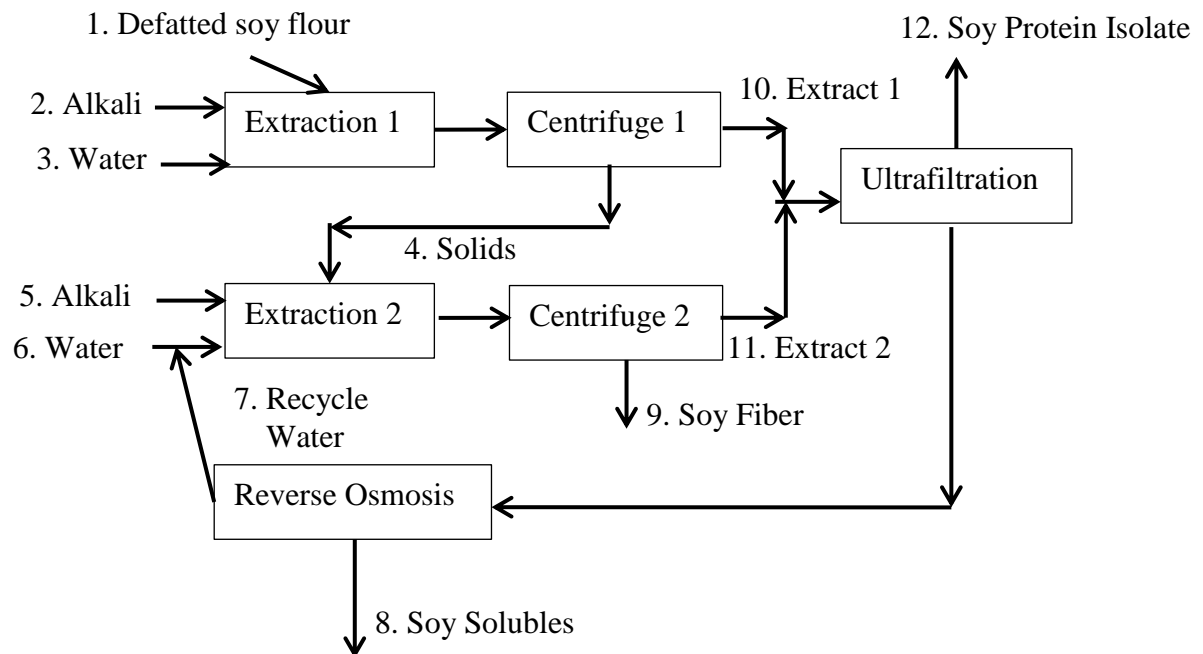 1. Defatted soy flour
12. Soy Protein Isolate
2. Alkali
Extraction 1
Centrifuge 1
10. Extract 1
3. Water
Ultrafiltration
4. Solids
5. Alkali
Extraction 2
Centrifuge 2
6. Water
11. Extract 2
7. Recycle
Water
9. Soy Fiber
Reverse Osmosis
8. Soy Solubles